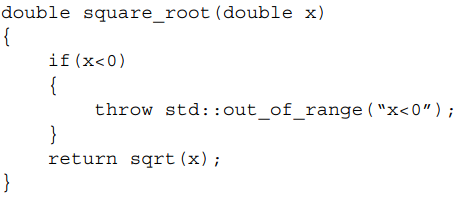 double square_root(double x)
{
    if(x<0)
    {
        throw std::out_of_range(“x<0”);
    }
    return sqrt(x);
}